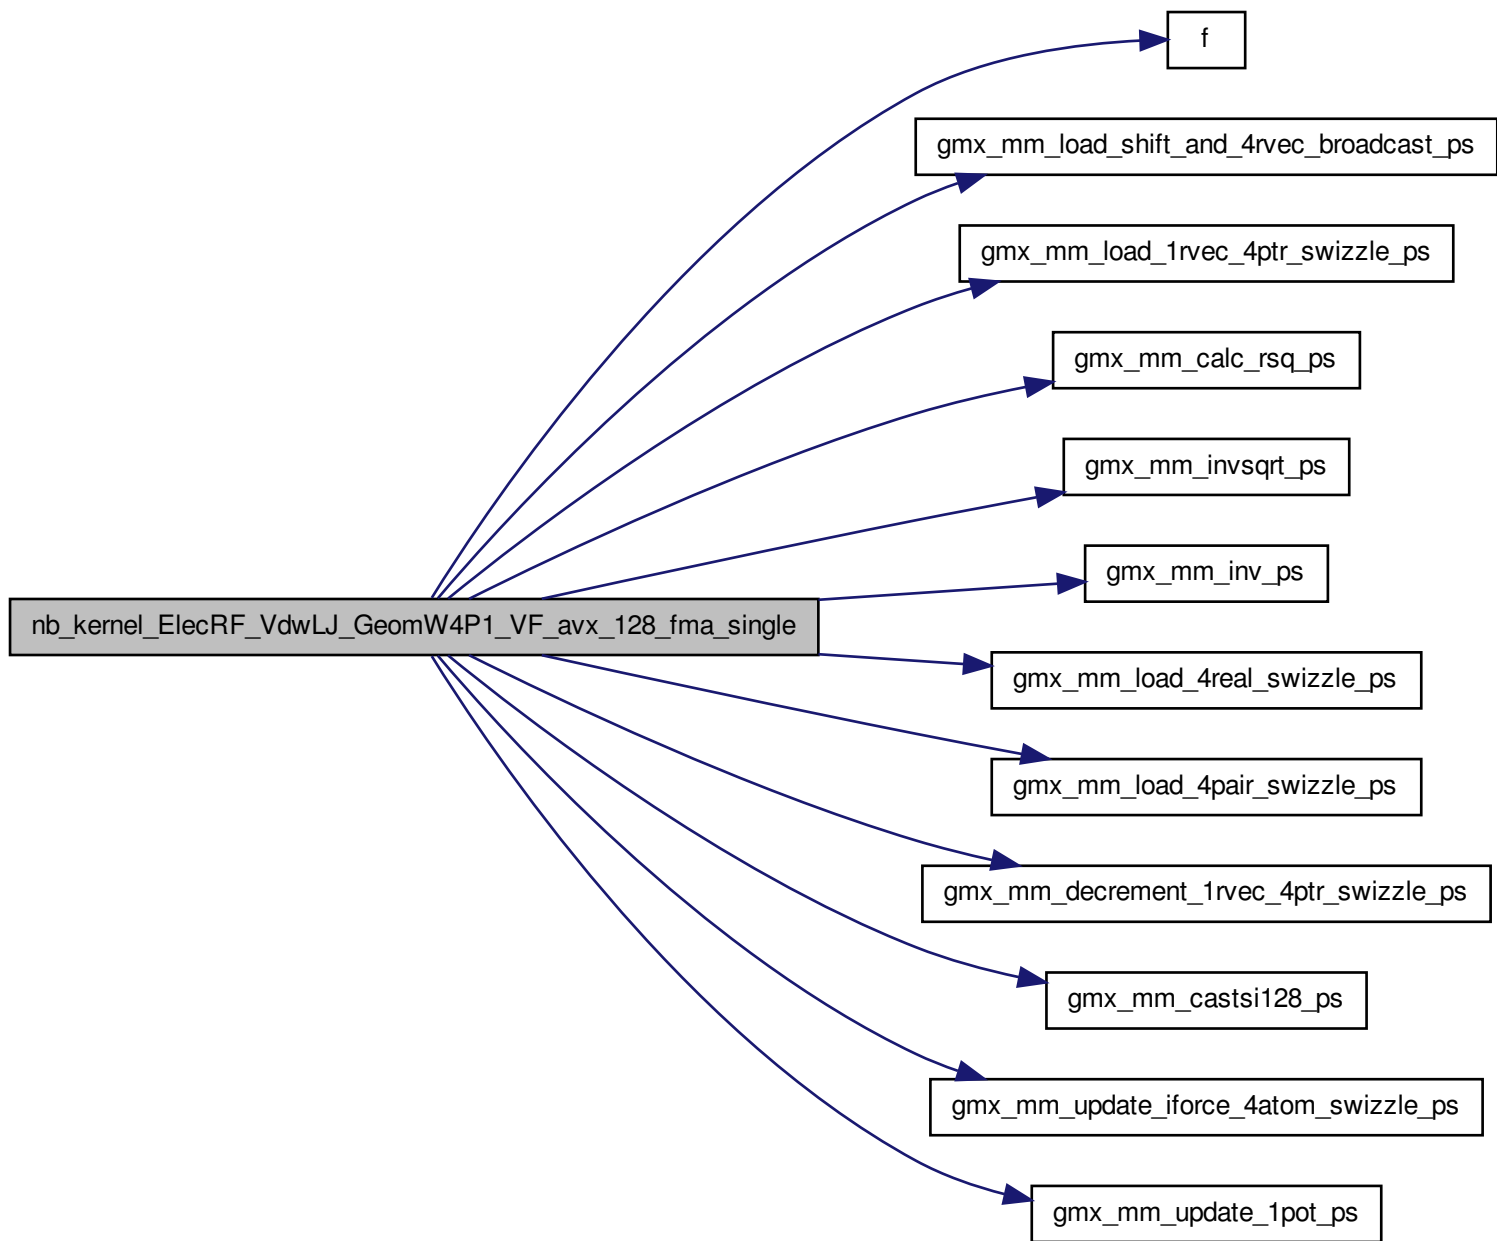 f
gmx_mm_load_shift_and_4rvec_broadcast_ps
gmx_mm_load_1rvec_4ptr_swizzle_ps
gmx_mm_calc_rsq_ps
gmx_mm_invsqrt_ps
gmx_mm_inv_ps
nb_kernel_ElecRF_VdwLJ_GeomW4P1_VF_avx_128_fma_single
gmx_mm_load_4real_swizzle_ps
gmx_mm_load_4pair_swizzle_ps
gmx_mm_decrement_1rvec_4ptr_swizzle_ps
gmx_mm_castsi128_ps
gmx_mm_update_iforce_4atom_swizzle_ps
gmx_mm_update_1pot_ps